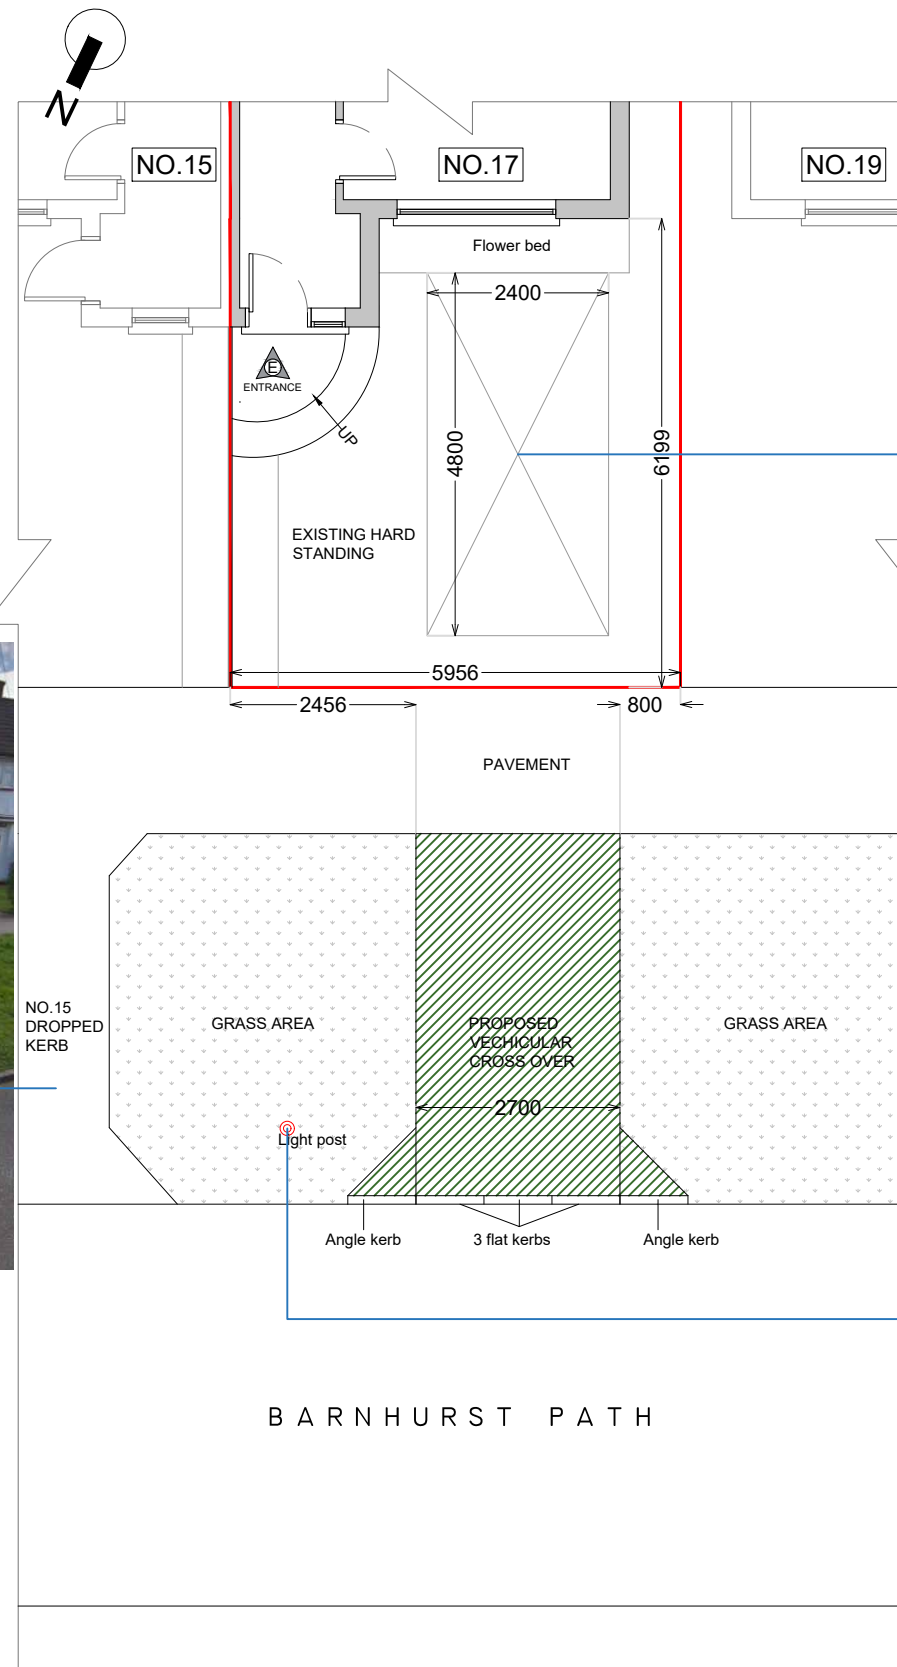 N
NO.15
NO.17
NO.19
Flower bed
2400
E
ENTRANCE
UP
4800
6199
EXISTING HARD
STANDING
5956
2456
800
PAVEMENT
NO.15
DROPPED
KERB
GRASS AREA
PROPOSED
VECHICULAR
CROSS OVER
GRASS AREA
2700
Light post
Angle kerb
3 flat kerbs
Angle kerb
BARNHURST PATH